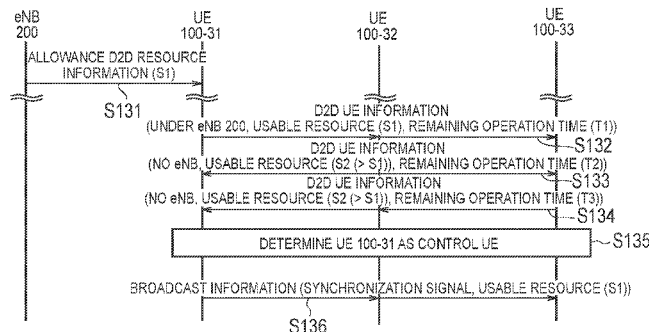 eNB
200
UE
100-31
UE
100-32
UE
100-33
ALLOWANCE D2D RESOURCE
INFORMATION (S1)
S131
D2D UE INFORMATION
(UNDER eNB 200, USABLE RESOURCE (S1), REMAINING OPERATION TIME (T1))
S132
D2D UE INFORMATION
(NO eNB, USABLE RESOURCE (S2 (> S1)), REMAINING OPERATION TIME (T2))
S133
D2D UE INFORMATION
(NO eNB, USABLE RESOURCE (S2 (> S1)), REMAINING OPERATION TIME (T3))
S134
DETERMINE UE 100-31 AS CONTROL UE
S135
BROADCAST INFORMATION (SYNCHRONIZATION SIGNAL, USABLE RESOURCE (S1))
S136